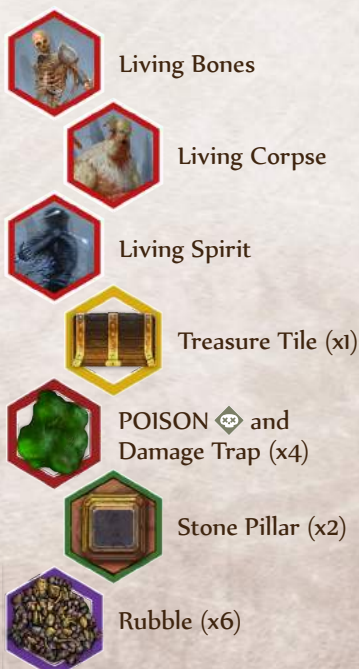 Living Bones
Living Corpse
Living Spirit
Treasure Tile (x1)
POISON and
Damage Trap (x4)
Stone Pillar (x2)
Rubble (x6)